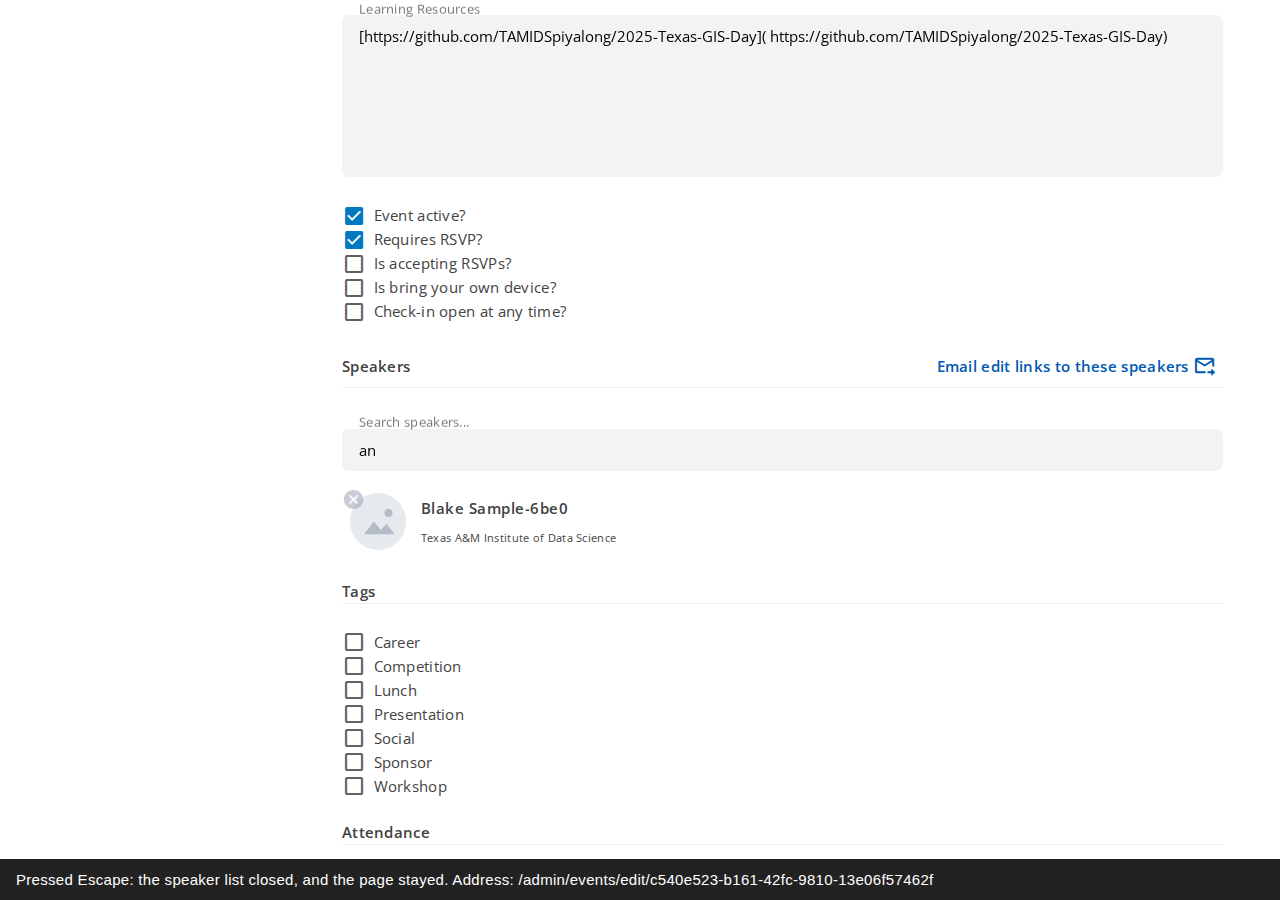 Learning Resources
[https://github.com/TAMIDSpiyalong/2025-Texas-GIS-Day]( https://github.com/TAMIDSpiyalong/2025-Texas-GIS-Day)
Event active?
Requires RSVP?
Is accepting RSVPs?
Is bring your own device?
Check-in open at any time?
Speakers
Email edit links to these speakers
Search speakers...
an
Blake Sample-6be0
Texas A&M Institute of Data Science
Tags
Career
Competition
Lunch
Presentation
Social
Sponsor
Workshop
Attendance
Pressed Escape: the speaker list closed, and the page stayed. Address: /admin/events/edit/c540e523-b161-42fc-9810-13e06f57462f